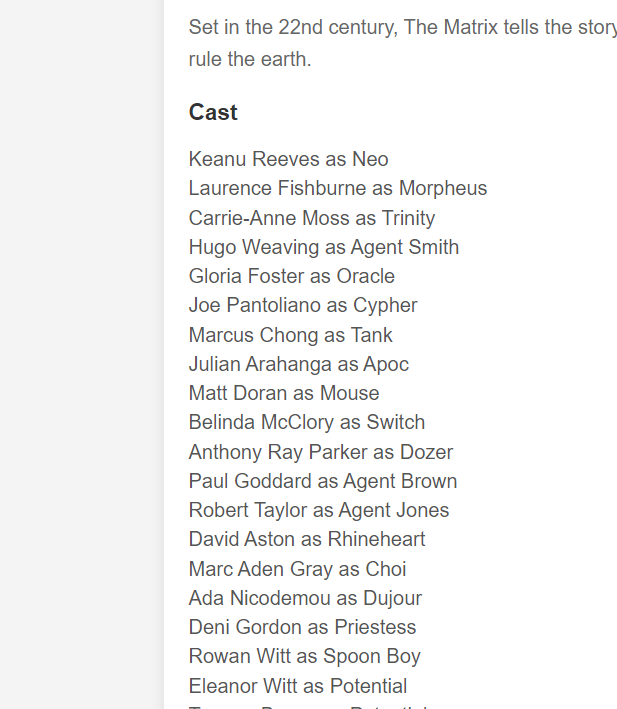 Set in the 22nd century, The Matrix tells the story
rule the earth.
Cast
Keanu Reeves as Neo
Laurence Fishburne as Morpheus
Carrie-Anne Moss as Trinity
Hugo Weaving as Agent Smith
Gloria Foster as Oracle
Joe Pantoliano as Cypher
Marcus Chong as Tank
Julian Arahanga as Apoc
Matt Doran as Mouse
Belinda McClory as Switch
Anthony Ray Parker as Dozer
Paul Goddard as Agent Brown
Robert Taylor as Agent Jones
David Aston as Rhineheart
Marc Aden Gray as Choi
Ada Nicodemou as Dujour
Deni Gordon as Priestess
Rowan Witt as Spoon Boy
Eleanor Witt as Potential